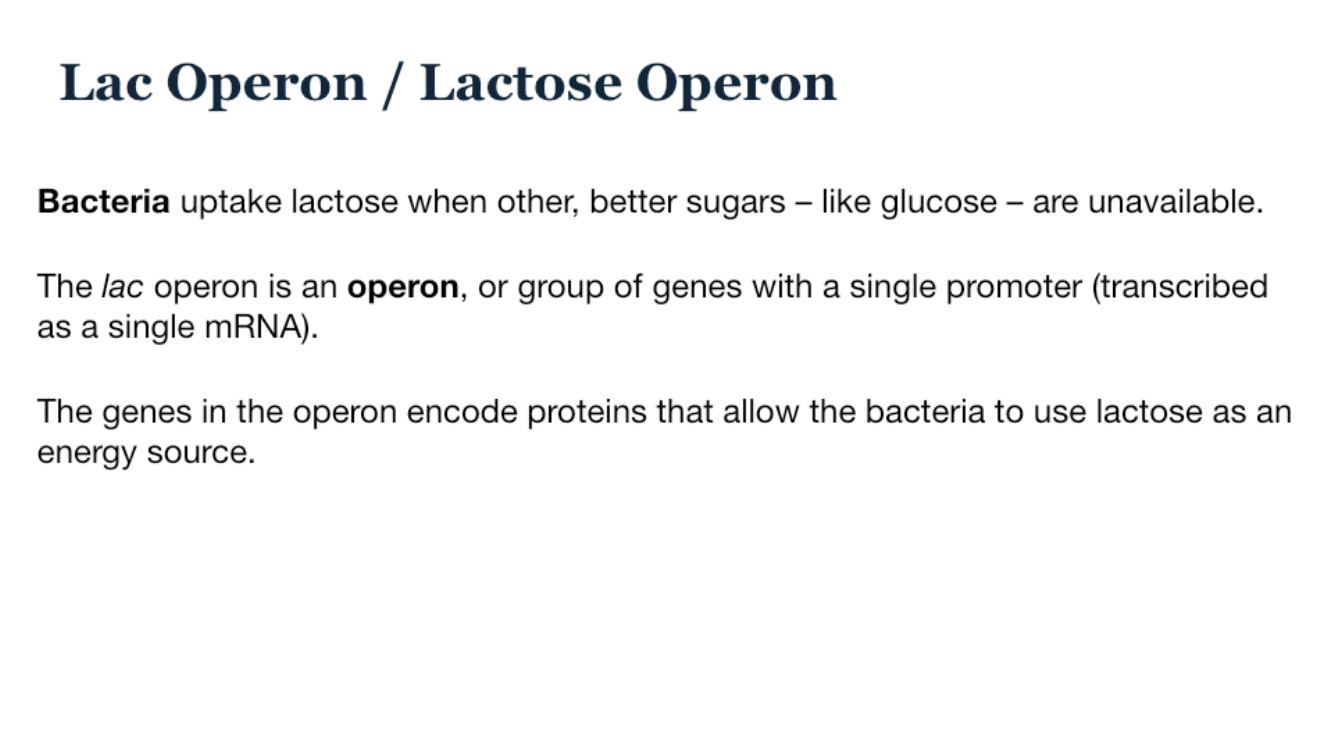 Lac Operon / Lactose Operon
Bacteria uptake lactose when other, better sugars – like glucose – are unavailable.
The lac operon is an operon, or group of genes with a single promoter (transcribed
as a single mRNA).
The genes in the operon encode proteins that allow the bacteria to use lactose as an
energy source.